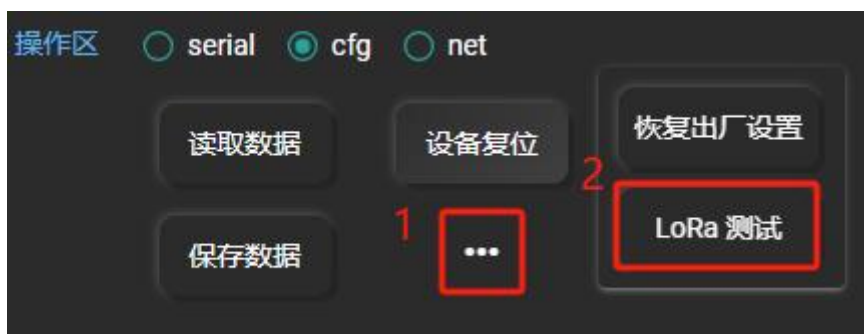 操作区 serial cfg net
读取数据 设备复位 恢复出厂设置
2
1 LoRa 测试
保存数据 •••